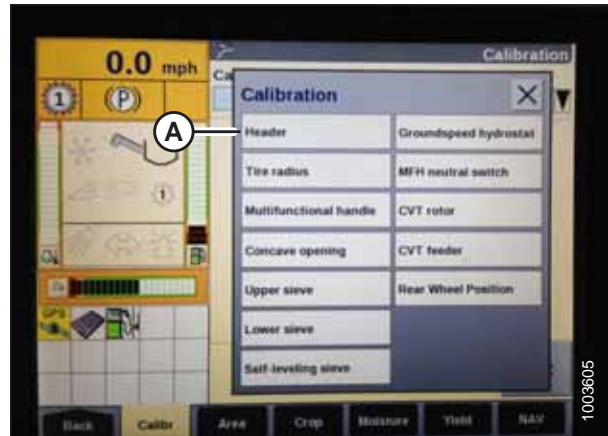 0.0 mph
Calibration
Ca
1
(P)
Calibration
A
Header
Groundspeed hydrostat
Tire radius
MFH neutral switch
1
Multifunctional handle
CVT rotor
Concave opening
CVT feeder
Upper sieve
Rear Wheel Position
GPS
Lower sieve
Self-leveling sieve
Back
Calibr
Area
Crop
Moisture
Yield
NAV
1003605